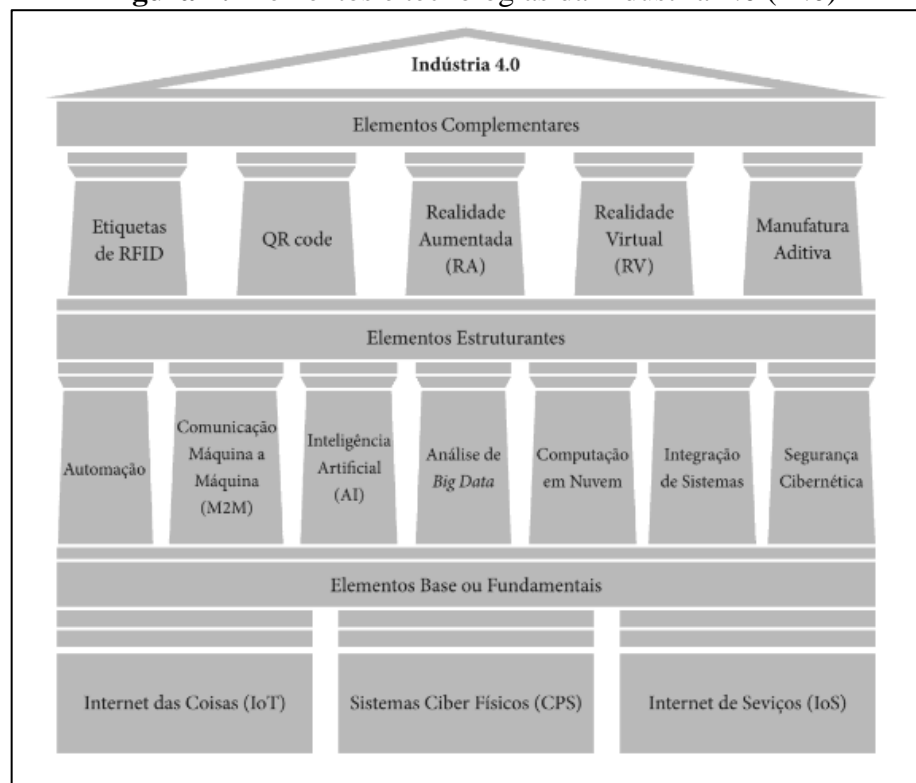 Indústria 4.0
Elementos Complementares
Etiquetas
de RFID
QR code
Realidade
Aumentada
(RA)
Realidade
Virtual
(RV)
Manufatura
Aditiva
Elementos Estruturantes
Automação
Comunicação
Máquina a
Máquina
(M2M)
Inteligência
Artificial
(AI)
Análise de
Big Data
Computação
em Nuvem
Integração
de Sistemas
Segurança
Cibernética
Elementos Base ou Fundamentais
Internet das Coisas (IoT)
Sistemas Ciber Físicos (CPS)
Internet de Seviços (IoS)